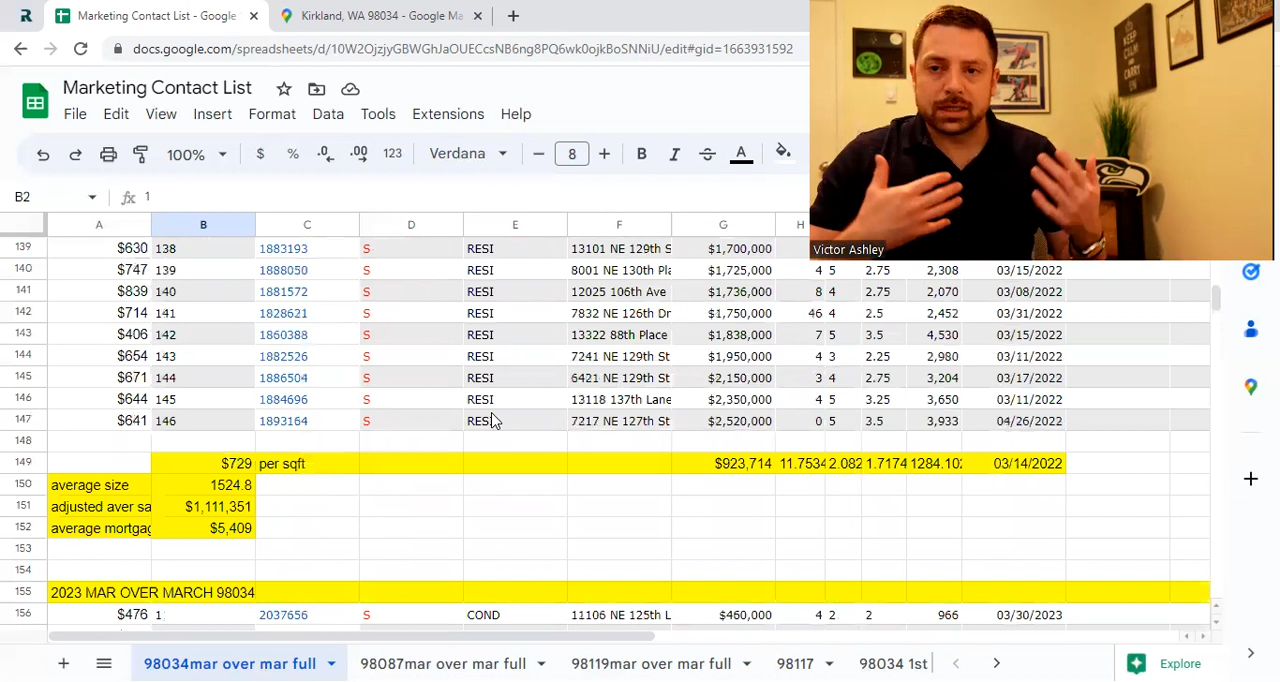 Marketing Contact List - Google
Kirkland, WA 98034 - Google Ma
docs.google.com/spreadsheets/d/10W2OjzjyGBWGhJaOUECcsNB6ng8PQ6wk0ojkBoSNNiU/edit#gid=1663931592
Marketing Contact List
File Edit View Insert Format Data Tools Extensions Help
100% $ % .0 .00 123 Verdana 8 B I A
KEEP CALM AND CARRY ON
B2 fx 1
Victor Ashley
A B C D E F G H
139 $630 138 1883193 S RESI 13101 NE 129th S $1,700,000
140 $747 139 1888050 S RESI 8001 NE 130th Pla $1,725,000 4 5 2.75 2,308 03/15/2022
141 $839 140 1881572 S RESI 12025 106th Ave $1,736,000 8 4 2.75 2,070 03/08/2022
142 $714 141 1828621 S RESI 7832 NE 126th Dr $1,750,000 46 4 2.5 2,452 03/15/2022
143 $406 142 1860388 S RESI 13322 88th Place $1,838,000 7 5 3.5 4,530 03/15/2022
144 $654 143 1882526 S RESI 7241 NE 129th St $1,950,000 4 3 2.25 2,980 03/11/2022
145 $671 144 1886504 S RESI 6421 NE 129th St $2,150,000 3 4 2.75 3,204 03/17/2022
146 $644 145 1884696 S RESI 13118 137th Lane $2,350,000 4 5 3.25 3,650 03/11/2022
147 $641 146 1893164 S RESI 7217 NE 127th St $2,520,000 0 5 3.5 3,933 04/26/2022
148
149 $729 per sqft $923,714 11.7534 2.082 1.7174 1284.102 03/14/2022
150 average size 1524.8
151 adjusted aver sa $1,111,351
152 average mortgag $5,409
153
154
155 2023 MAR OVER MARCH 98034
156 $476 1 2037656 S COND 11106 NE 125th L $460,000 4 2 2 966 03/30/2023
98034mar over mar full 98087mar over mar full 98119mar over mar full 98117 98034 1st Explore